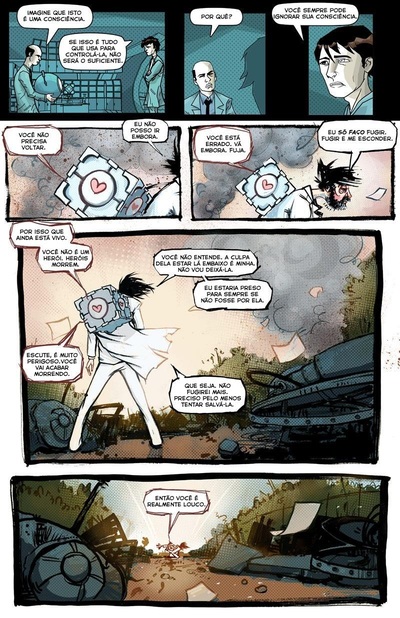 IMAGINE QUE ISTO
É UMA CONSCIÊNCIA.
SE ISSO É TUDO
QUE USA PARA
CONTROLÁ-LA, NÃO
SERÁ O SUFICIENTE.
POR QUÊ?
VOCÊ SEMPRE PODE
IGNORAR SUA CONSCIÊNCIA.
VOCÊ NÃO
PRECISA
VOLTAR.
EU NÃO
POSSO IR
EMBORA.
VOCÊ ESTÁ
ERRADO. VÁ
EMBORA. FUJA.
EU SÓ FAÇO FUGIR.
FUGIR E ME ESCONDER.
POR ISSO QUE
AINDA ESTÁ VIVO.
VOCÊ NÃO É UM
HERÓI. HERÓIS
MORREM.
VOCÊ NÃO ENTENDE. A CULPA
DELA ESTAR LÁ EMBAIXO É MINHA.
NÃO VOU DEIXÁ-LA.
EU ESTARIA PRESO
PARA SEMPRE SE
NÃO FOSSE POR ELA.
ESCUTE, É MUITO
PERIGOSO.VOCÊ
VAI ACABAR
MORRENDO.
QUE SEJA. NÃO
FUGIREI MAIS.
PRECISO PELO MENOS
TENTAR SALVÁ-LA.
ENTÃO VOCÊ É
REALMENTE LOUCO.